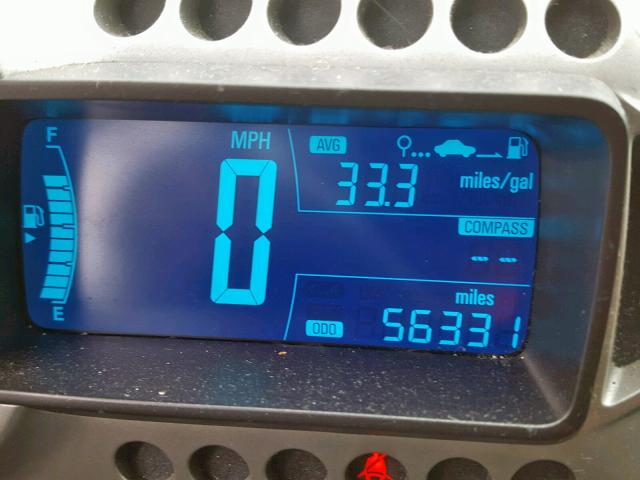 F
MPH
AVG
33.3 miles/gal
0
COMPASS
-- --
miles
E
ODO 56331